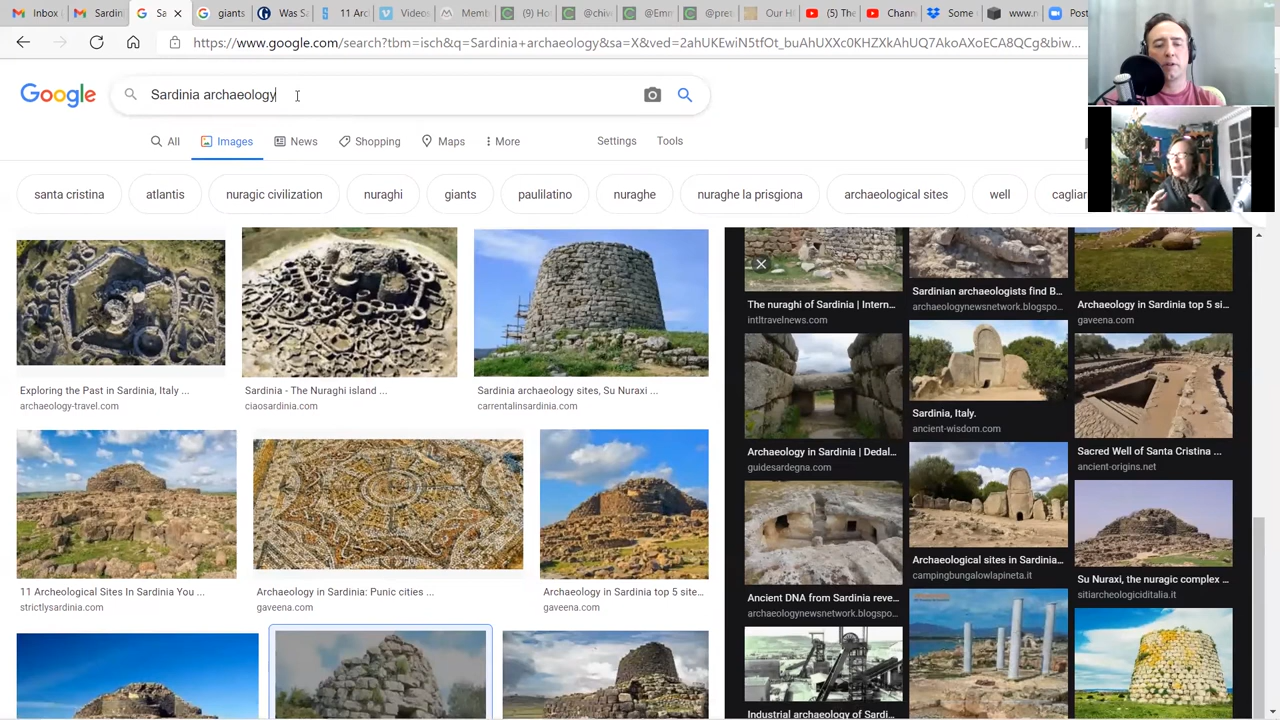 Sa
Sardin
Sa
giants
Was S
11 Arc
Videos
Memb
(9) Ho
@chiv
@Emn
@pret
Our HI
(5) The
Chann
Some
www.n
Post
https://www.google.com/search?tbm=isch&q=Sardinia+archaeology&sa=X&ved=2ahUKEwiN5tfOt_buAhUXXc0KHZXkAhUQ7AkoAXoECA8QCg&biw...
Google
Sardinia archaeology
All
Images
News
Shopping
Maps
More
Settings
Tools
santa cristina
atlantis
nuragic civilization
nuraghi
giants
paulilatino
nuraghe
nuraghe la prisgiona
archaeological sites
well
cagliar
Exploring the Past in Sardinia, Italy ...
archaeology-travel.com
Sardinia - The Nuraghi island ...
ciaosardinia.com
Sardinia archaeology sites, Su Nuraxi ...
carrentalinsardinia.com
11 Archeological Sites In Sardinia You ...
strictlysardinia.com
Archaeology in Sardinia: Punic cities ...
gaveena.com
Archaeology in Sardinia top 5 site...
gaveena.com
The nuraghi of Sardinia | Intern...
intltravelnews.com
Sardinian archaeologists find B...
archaeologynewsnetwork.blogspo...
Archaeology in Sardinia top 5 si...
gaveena.com
Archaeology in Sardinia | Dedal...
guidesardegna.com
Sardinia, Italy.
ancient-wisdom.com
Sacred Well of Santa Cristina ...
ancient-origins.net
Ancient DNA from Sardinia reve...
archaeologynewsnetwork.blogspo...
Archaeological sites in Sardinia...
campingbungalowlapineta.it
Su Nuraxi, the nuragic complex ...
sitiarcheologiciditalia.it
Industrial archaeology of Sardi...